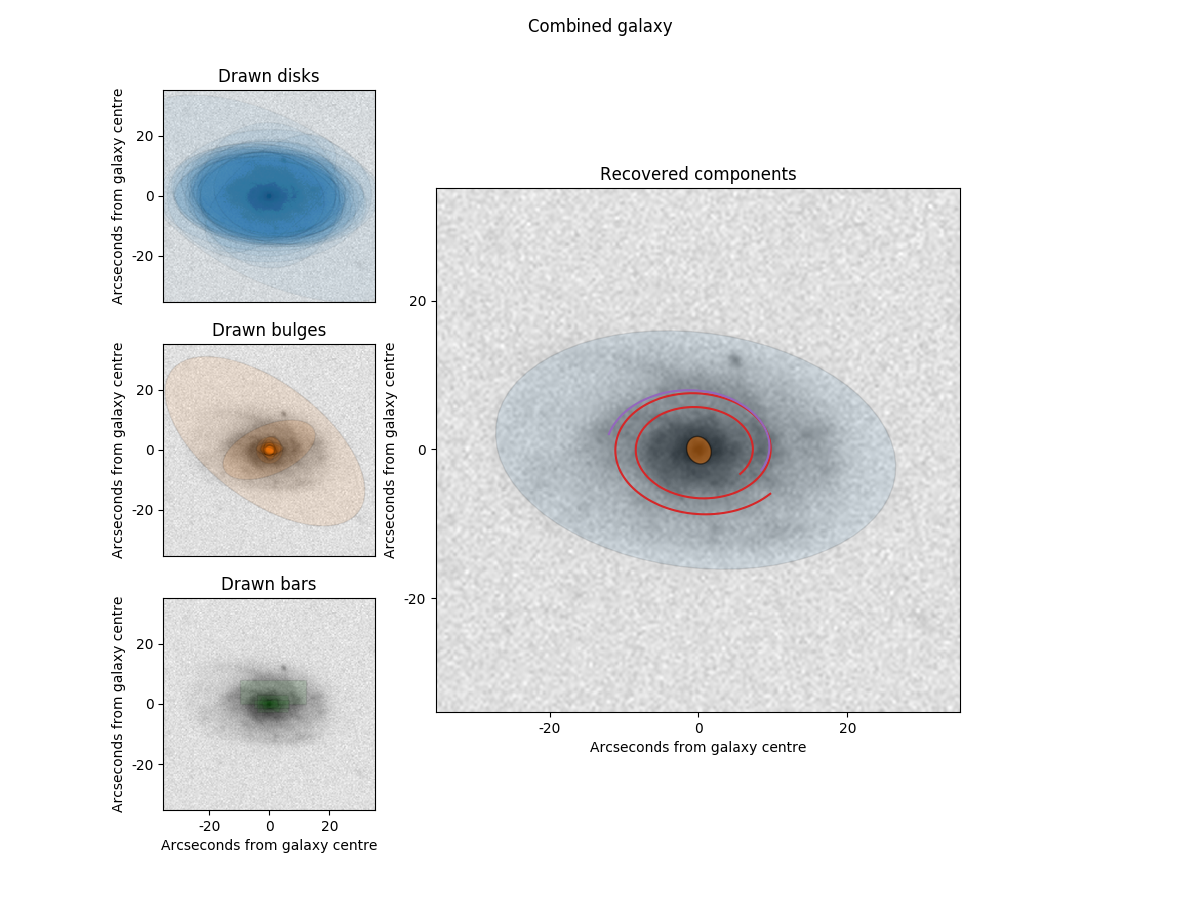 Combined galaxy
Drawn disks
Arcseconds from galaxy centre
20
0
-20
Drawn bulges
Arcseconds from galaxy centre
20
0
-20
Drawn bars
Arcseconds from galaxy centre
20
0
-20
-20 0 20
Arcseconds from galaxy centre
Recovered components
Arcseconds from galaxy centre
20
0
-20
-20 0 20
Arcseconds from galaxy centre